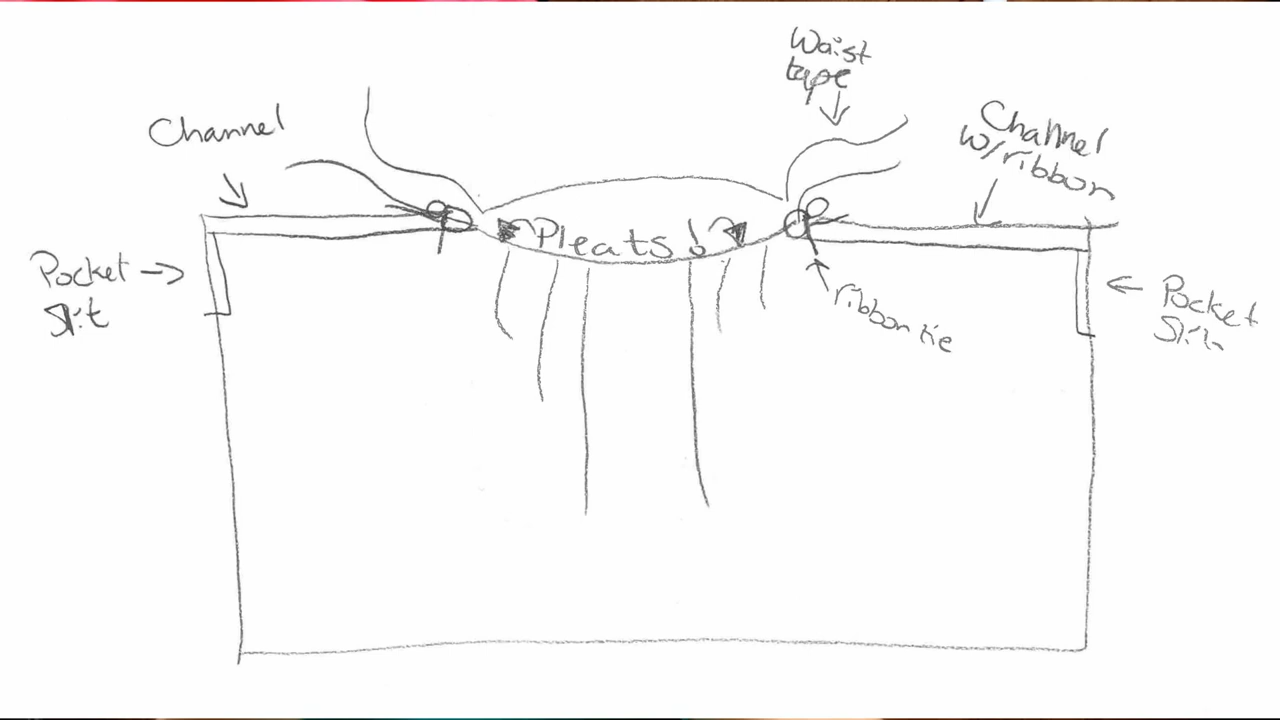 Waist
tape
Channel
Channel
w/ribbon
Pleats
Pocket
Slit
Pocket
Slit
ribbon tie